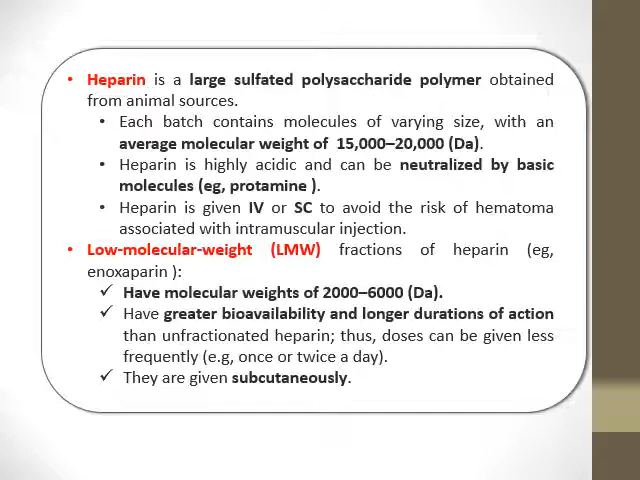 • Heparin is a large sulfated polysaccharide polymer obtained
from animal sources.
• Each batch contains molecules of varying size, with an
average molecular weight of 15,000–20,000 (Da).
• Heparin is highly acidic and can be neutralized by basic
molecules (eg, protamine ).
• Heparin is given IV or SC to avoid the risk of hematoma
associated with intramuscular injection.
• Low-molecular-weight (LMW) fractions of heparin (eg,
enoxaparin ):
✓ Have molecular weights of 2000–6000 (Da).
✓ Have greater bioavailability and longer durations of action
than unfractionated heparin; thus, doses can be given less
frequently (e.g, once or twice a day).
✓ They are given subcutaneously.